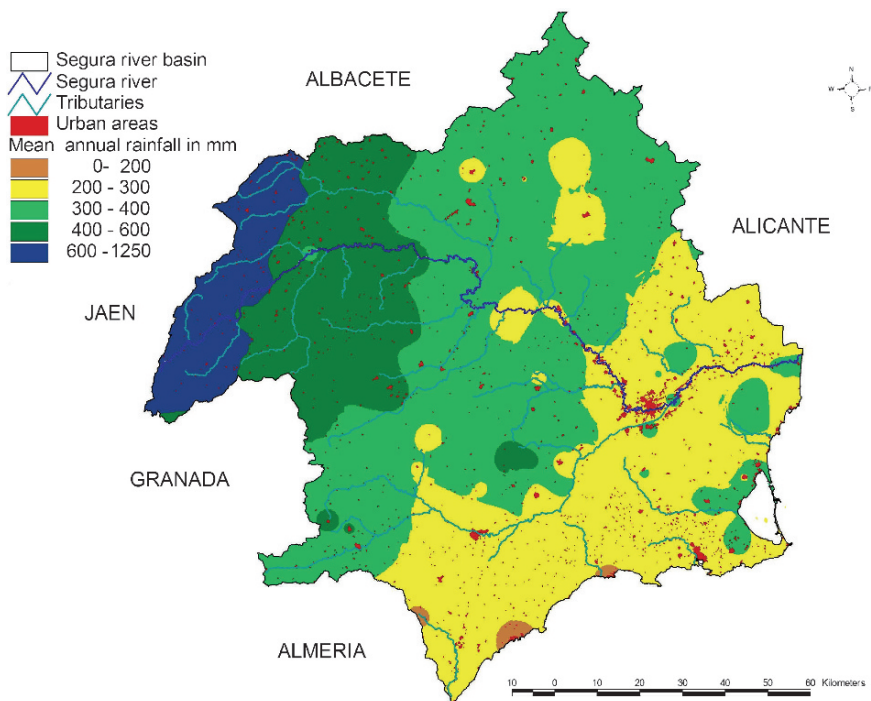 Segura river basin
Segura river
Tributaries
Urban areas
Mean annual rainfall in mm
0- 200
200 - 300
300 - 400
400 - 600
600 -1250
ALBACETE
N
W E
S
ALICANTE
JAEN
GRANADA
ALMERIA
10 0 10 20 30 40 50 60 Kilometers